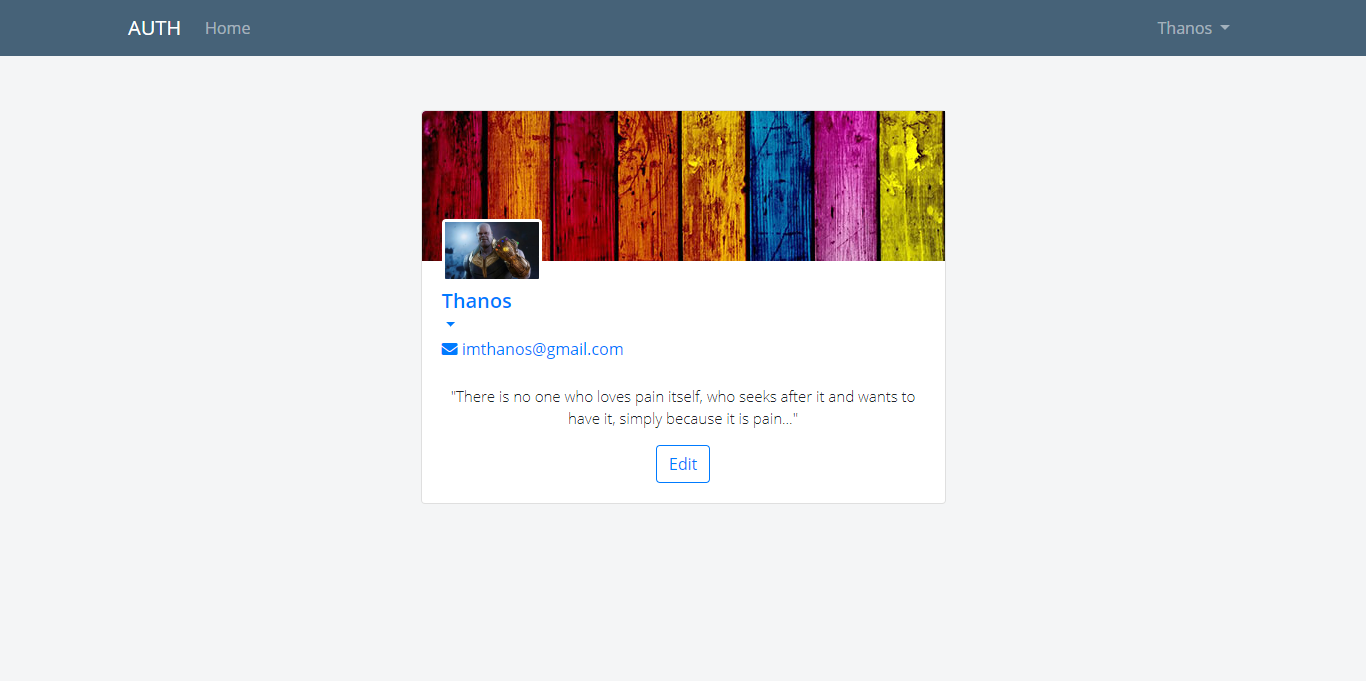 AUTH Home Thanos
Thanos
imthanos@gmail.com
"There is no one who loves pain itself, who seeks after it and wants to
have it, simply because it is pain..."
Edit